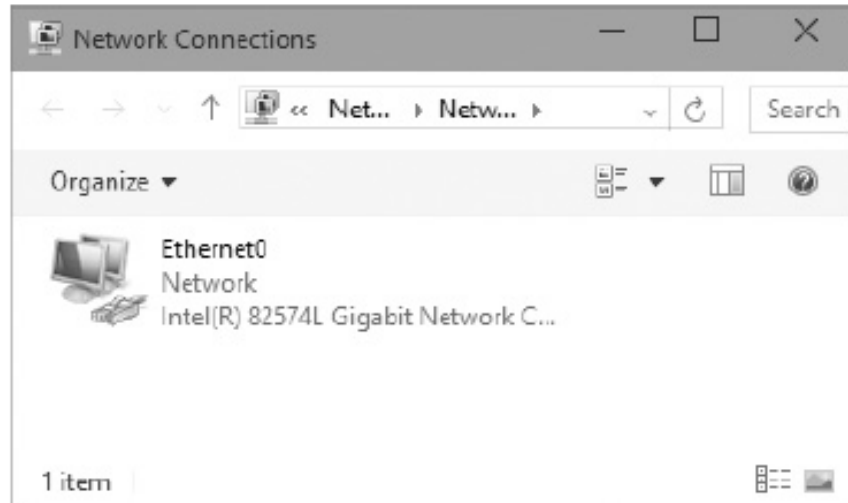 Network Connections
« Net... Netw...
Search
Organize
Ethernet0
Network
Intel(R) 82574L Gigabit Network C...
1 item